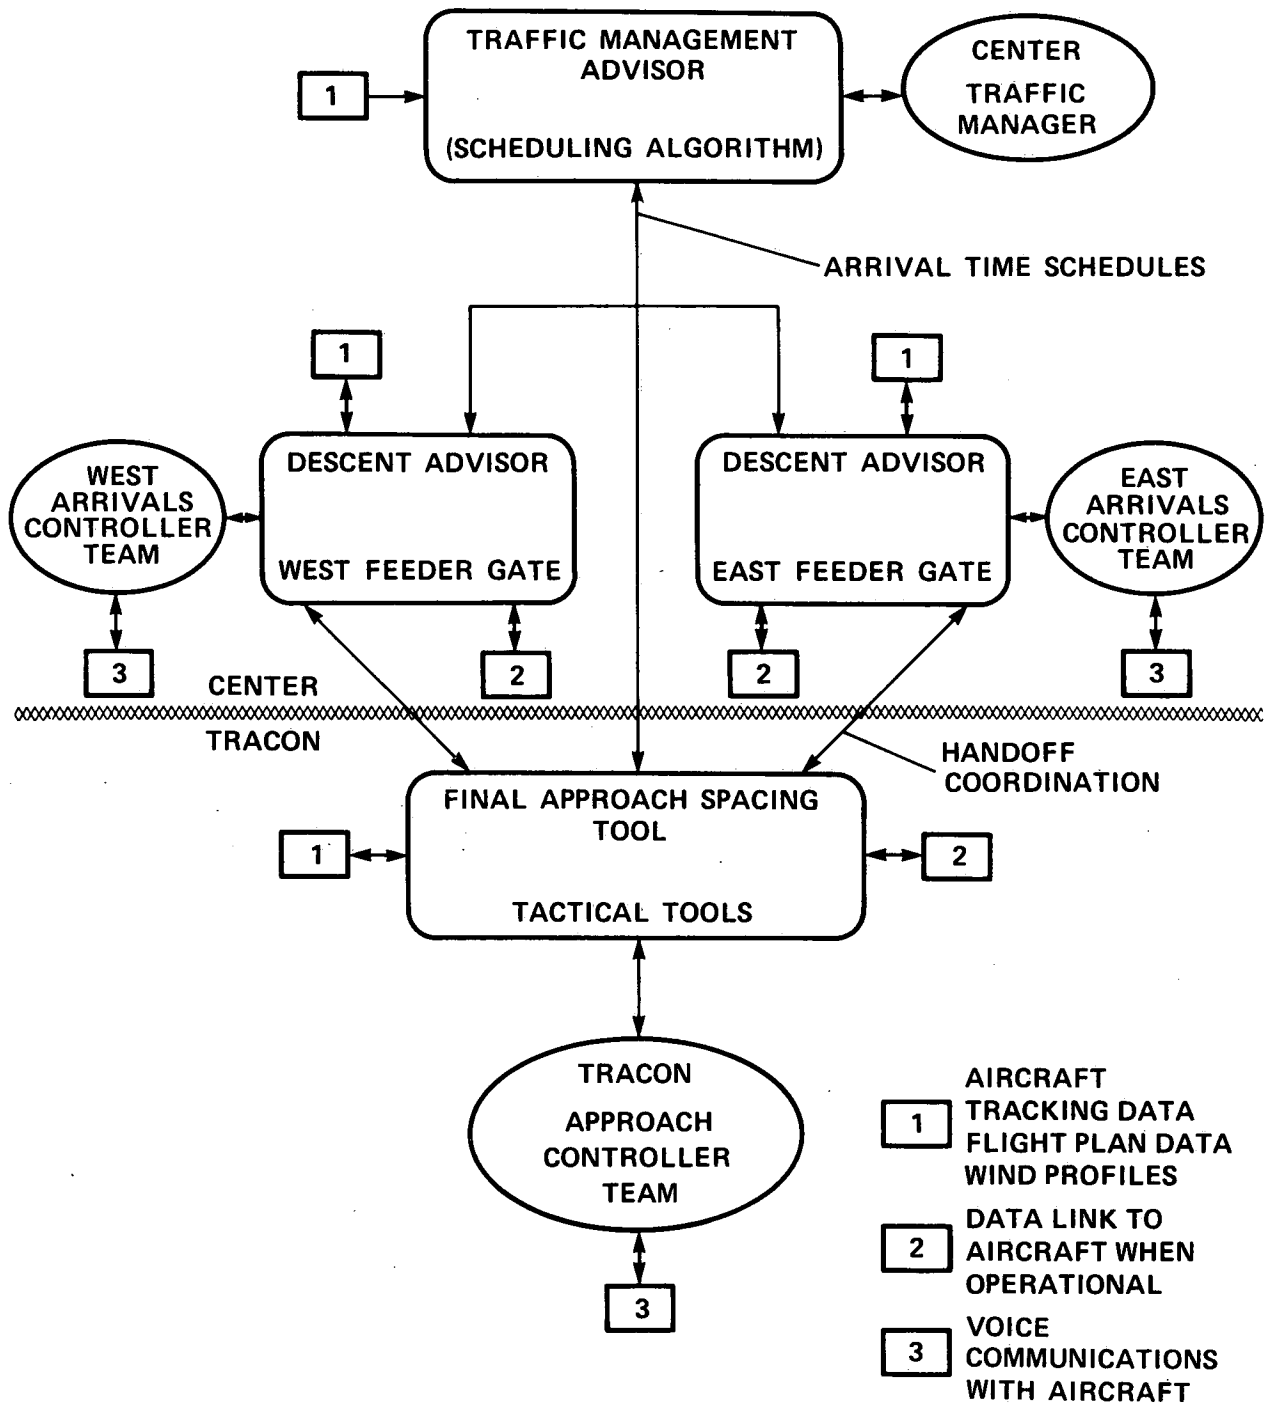 TRAFFIC MANAGEMENT
ADVISOR
(SCHEDULING ALGORITHM)
1
CENTER
TRAFFIC
MANAGER
ARRIVAL TIME SCHEDULES
1
1
WEST
ARRIVALS
CONTROLLER
TEAM
DESCENT ADVISOR
WEST FEEDER GATE
DESCENT ADVISOR
EAST FEEDER GATE
EAST
ARRIVALS
CONTROLLER
TEAM
3
2
2
3
CENTER
TRACON
HANDOFF
COORDINATION
FINAL APPROACH SPACING
TOOL
TACTICAL TOOLS
1
2
TRACON
APPROACH
CONTROLLER
TEAM
3
1
AIRCRAFT
TRACKING DATA
FLIGHT PLAN DATA
WIND PROFILES
2
DATA LINK TO
AIRCRAFT WHEN
OPERATIONAL
3
VOICE
COMMUNICATIONS
WITH AIRCRAFT